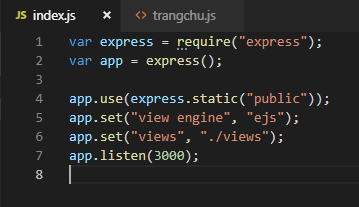 JS index.js × JS trangchu.js
1 var express = require("express");
2 var app = express();
3
4 app.use(express.static("public"));
5 app.set("view engine", "ejs");
6 app.set("views", "./views");
7 app.listen(3000);
8